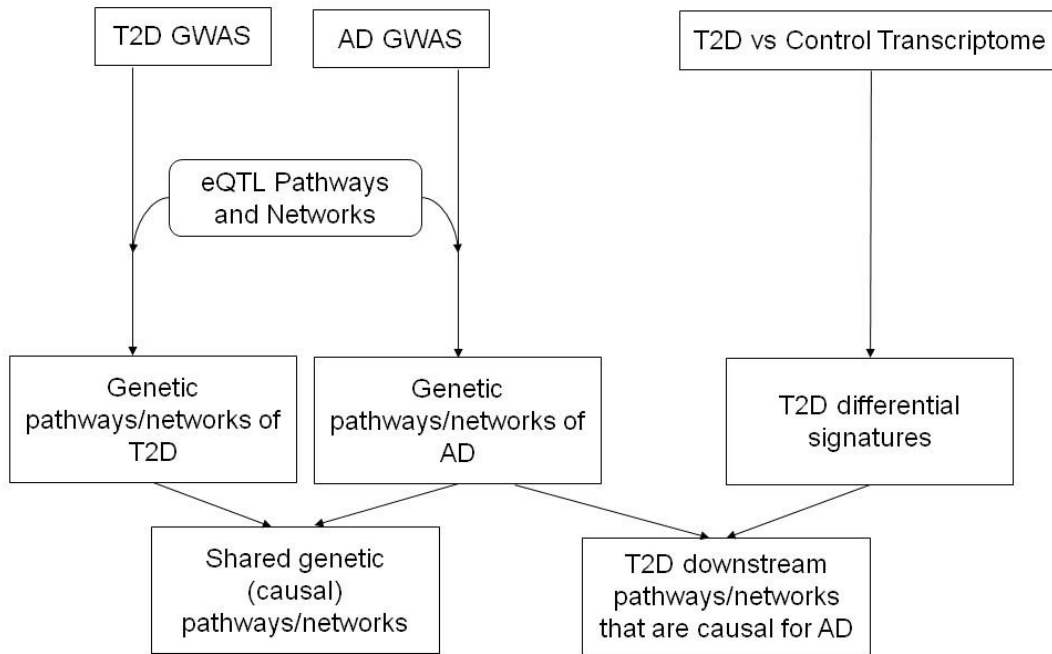 T2D GWAS
AD GWAS
T2D vs Control Transcriptome
eQTL Pathways
and Networks
Genetic
pathways/networks of
T2D
Genetic
pathways/networks of
AD
T2D differential
signatures
Shared genetic
(causal)
pathways/networks
T2D downstream
pathways/networks
that are causal for AD